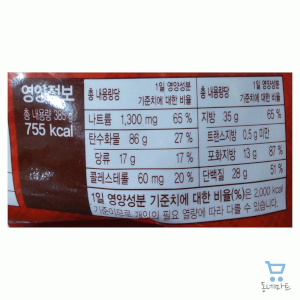 영양정보
총 내용량 385 g
755 kcal
총 내용량당 1일 영양성분 기준치에 대한 비율
나트륨 1,300 mg 65 %
탄수화물 86 g 27 %
당류 17 g 17 %
콜레스테롤 60 mg 20 %
총 내용량당 1일 영양성분 기준치에 대한 비율
지방 35 g 65 %
트랜스지방 0.5 g 미만
포화지방 13 g 87 %
단백질 28 g 51 %
1일 영양성분 기준치에 대한 비율(%)은 2,000 kcal
기준이므로 개인의 필요 열량에 따라 다를 수 있습니다.